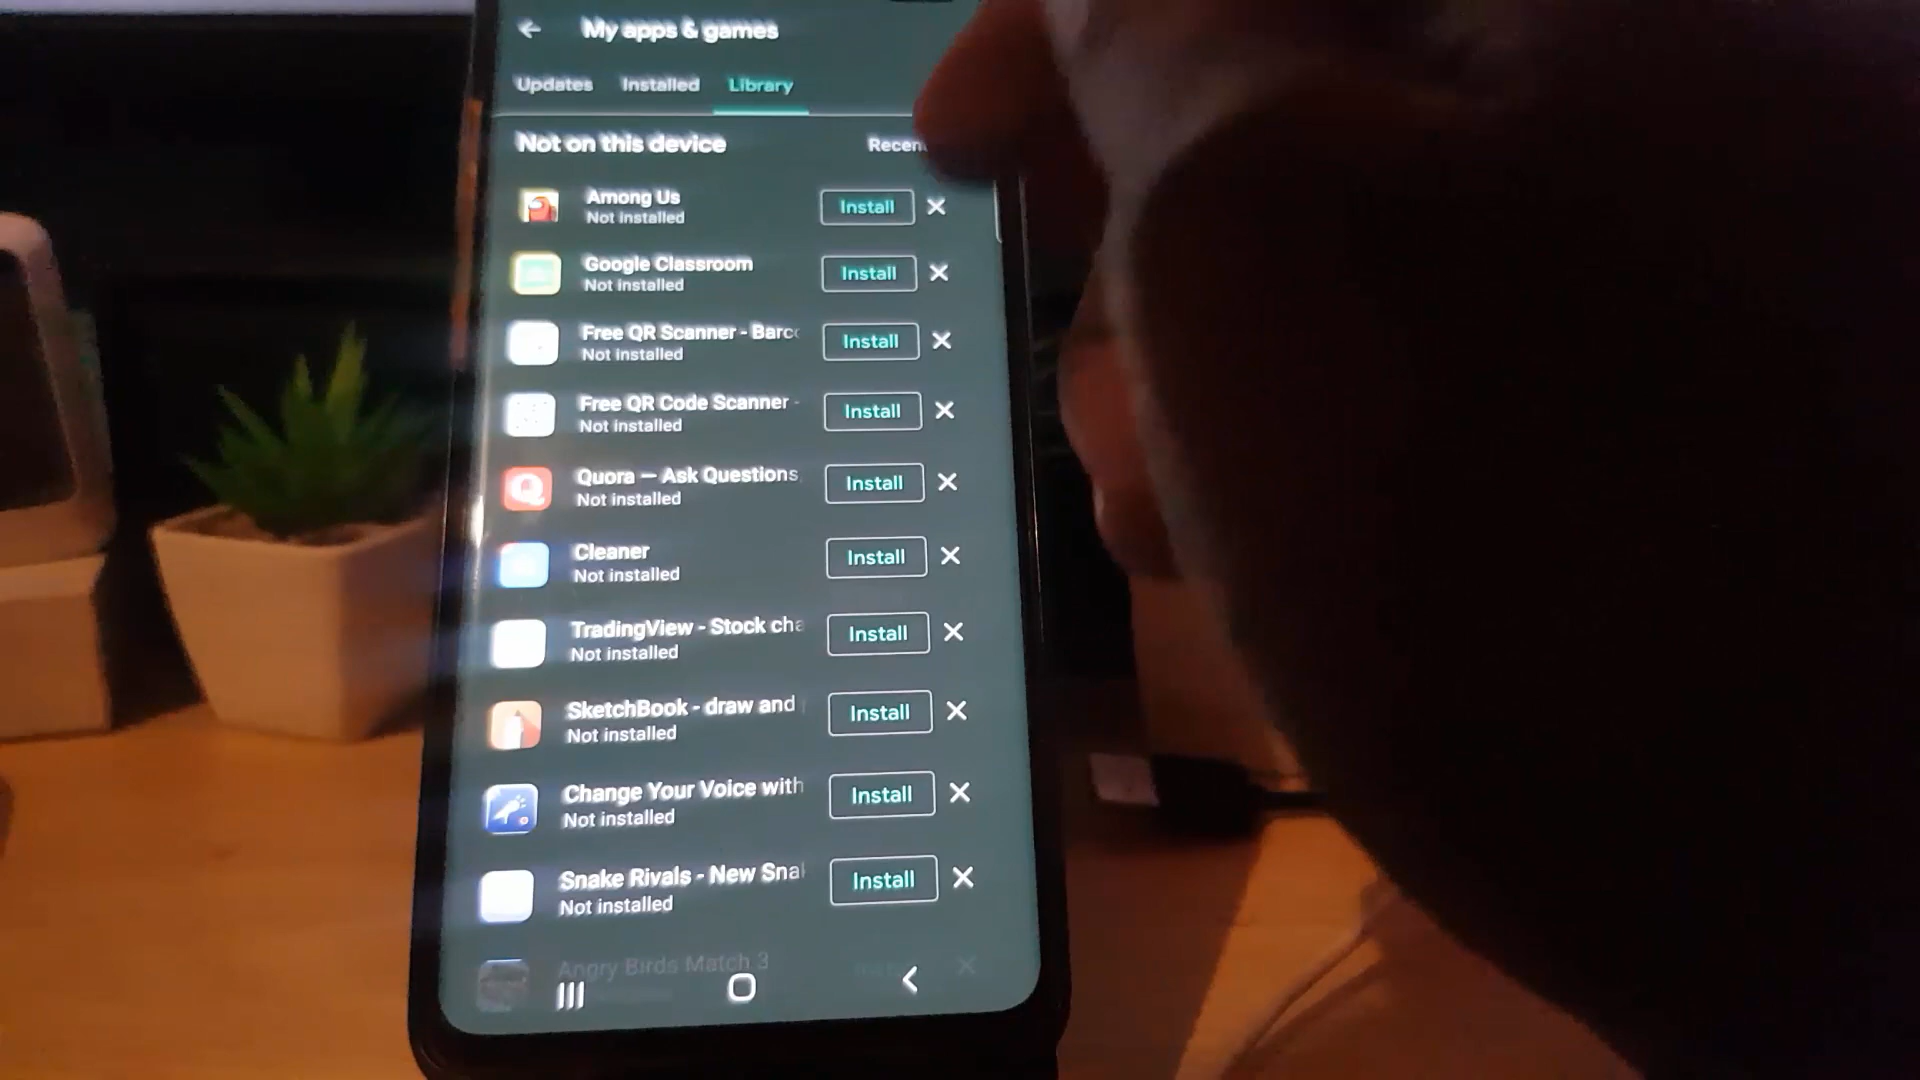 My apps & games
Updates Installed Library
Not on this device Recen
Among Us
Not installed
Install
Google Classroom
Not installed
Install
Free QR Scanner - Barc
Not installed
Install
Free QR Code Scanner -
Not installed
Install
Quora — Ask Questions,
Not installed
Install
Cleaner
Not installed
Install
TradingView - Stock cha
Not installed
Install
SketchBook - draw and
Not installed
Install
Change Your Voice with
Not installed
Install
Snake Rivals - New Sna
Not installed
Install
Angry Birds Match 3